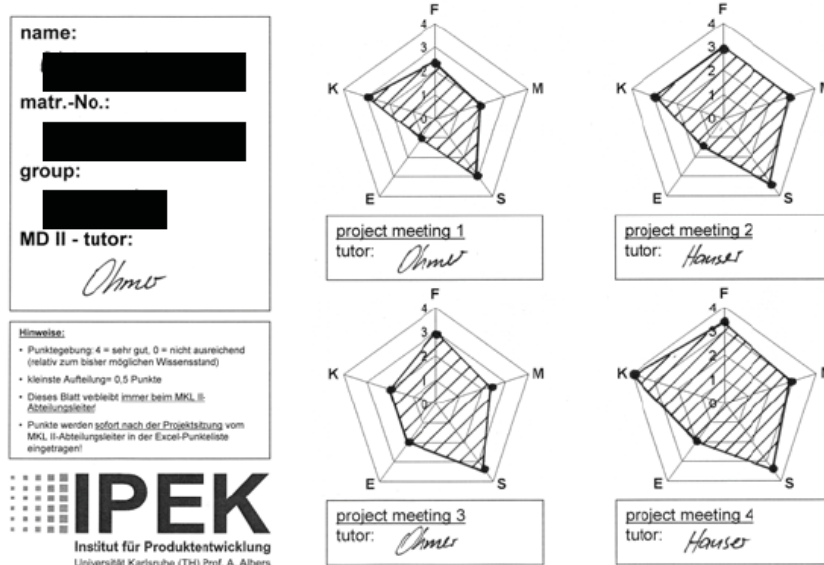 name:
matr.-No.:
group:
MD II - tutor:
Ohmer
Hinweise:
• Punktegebung: 4 = sehr gut, 0 = nicht ausreichend
(relativ zum bisher möglichen Wissensstand)
• kleinste Aufteilung= 0,5 Punkte
• Dieses Blatt verbleibt immer beim MKL II-
Abteilungsleiter!
• Punkte werden sofort nach der Projektsitzung vom
MKL II-Abteilungsleiter in der Excel-Punkteliste
eingetragen!
IPEK
Institut für Produktentwicklung
Universität Karlsruhe (TH) Prof. A. Albers
F
4
3
2
1
0
K
M
E
S
project meeting 1
tutor: Ohmer
F
4
3
2
1
0
K
M
E
S
project meeting 2
tutor: Hauser
F
4
3
2
1
0
K
M
E
S
project meeting 3
tutor: Ohmer
F
4
3
2
1
0
K
M
E
S
project meeting 4
tutor: Hauser